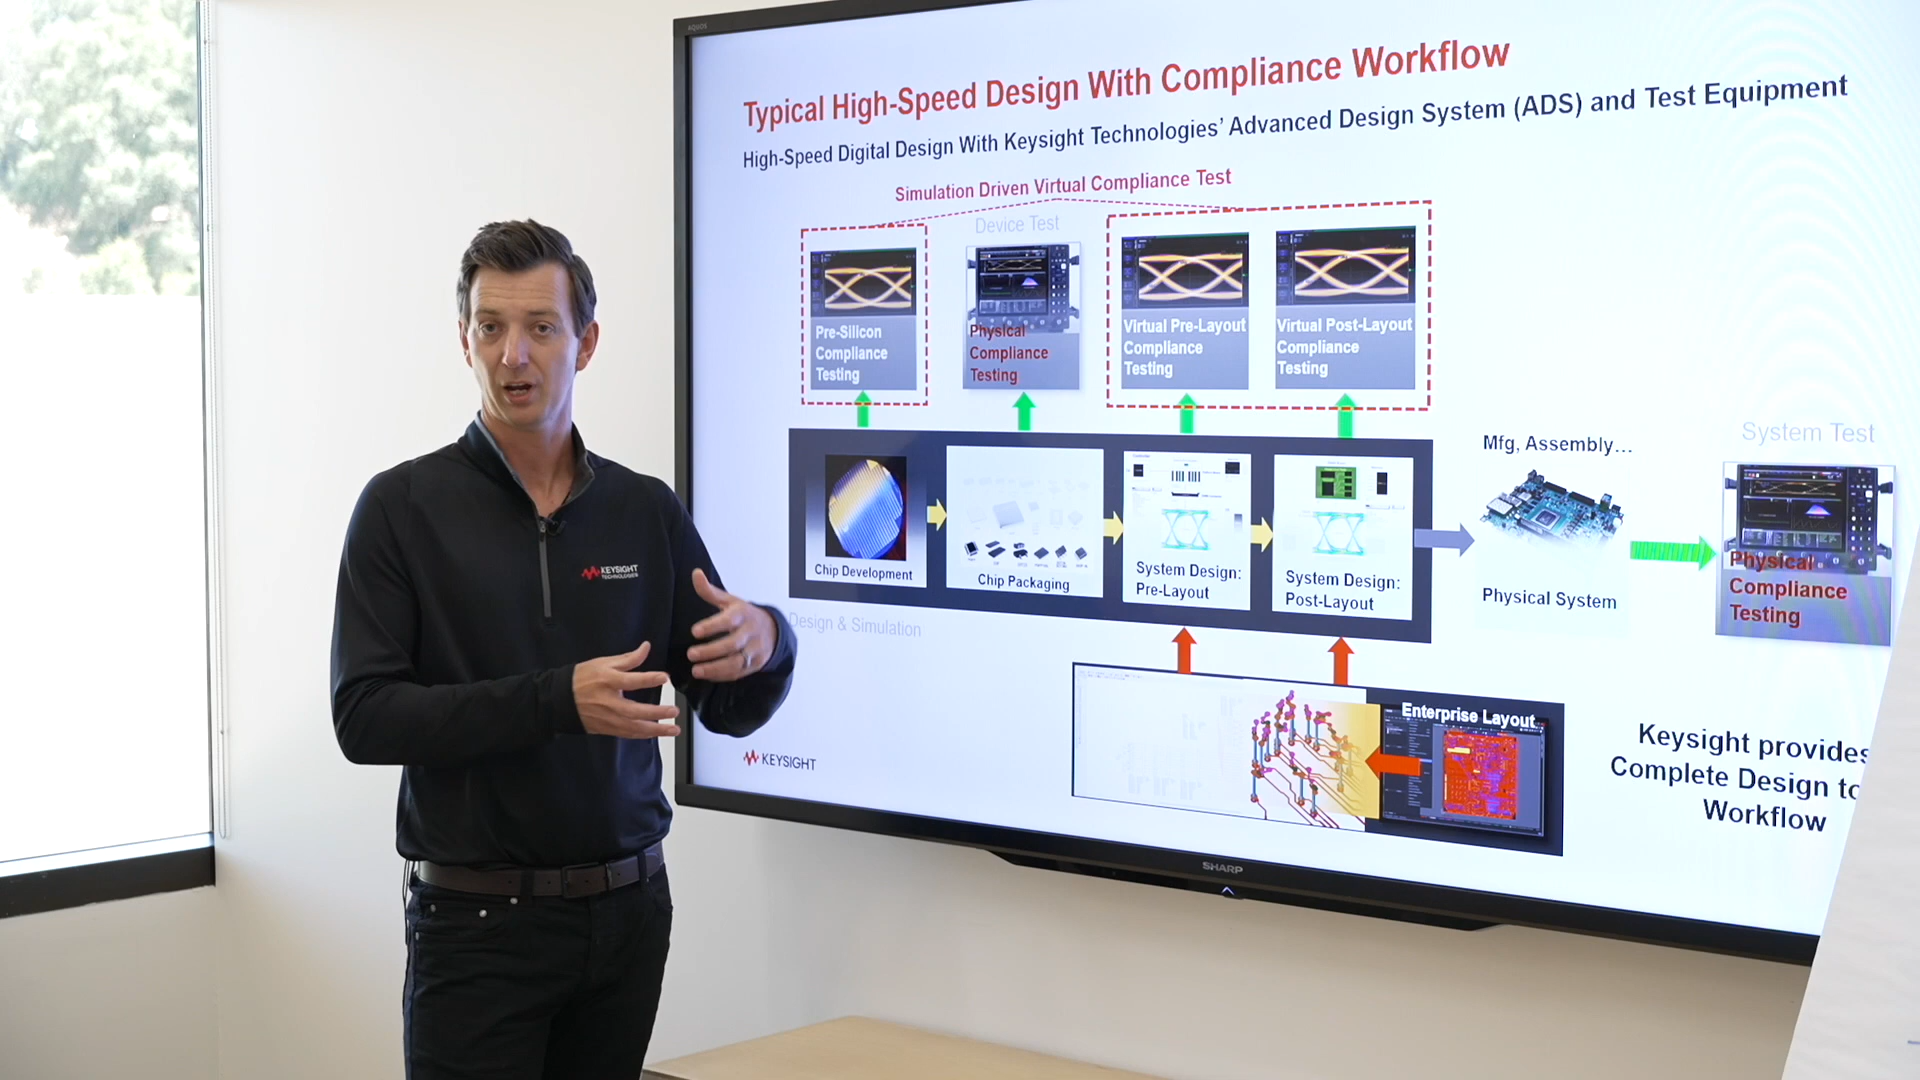 AQUOS
Typical High-Speed Design With Compliance Workflow
High-Speed Digital Design With Keysight Technologies' Advanced Design System (ADS) and Test Equipment
Simulation Driven Virtual Compliance Test
Device Test
Pre-Silicon
Compliance
Testing
Physical
Compliance
Testing
Virtual Pre-Layout
Compliance
Testing
Virtual Post-Layout
Compliance
Testing
Chip Development
Chip Packaging
System Design:
Pre-Layout
System Design:
Post-Layout
Mfg, Assembly...
Physical System
System Test
Physical
Compliance
Testing
Design & Simulation
Enterprise Layout
Keysight provides
Complete Design to
Workflow
KEYSIGHT
SHARP
KEYSIGHT
TECHNOLOGIES